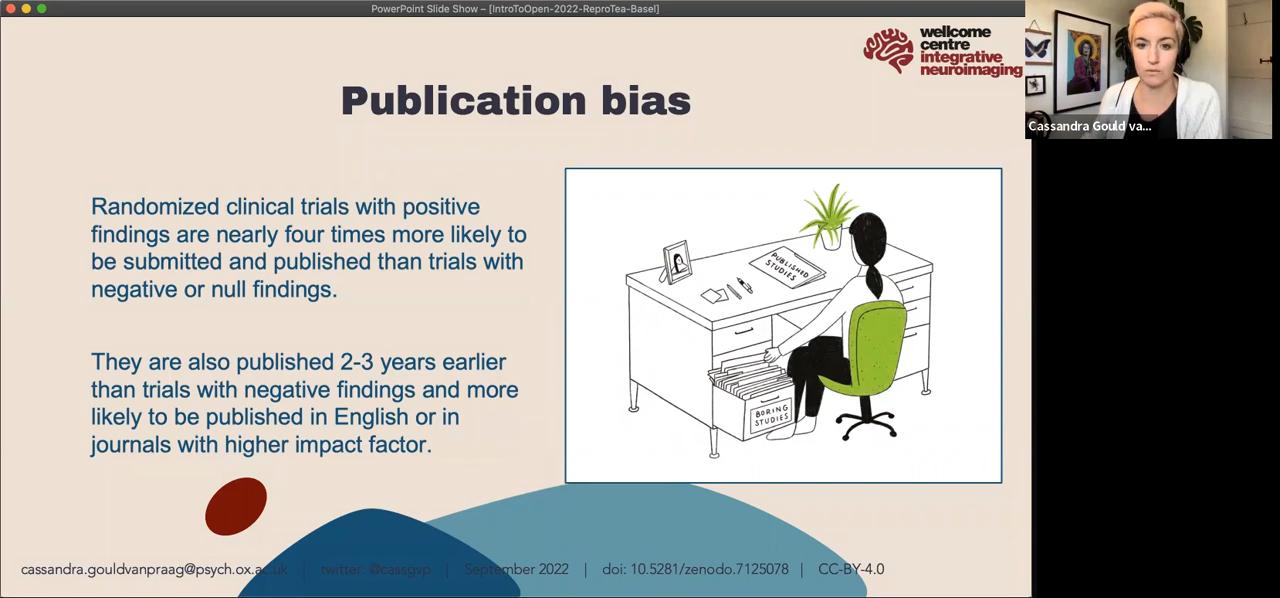 PowerPoint Slide Show – [IntroToOpen-2022-ReproTea-Basel]
wellcome
centre
integrative
neuroimaging
Publication bias
Cassandra Gould va...
Randomized clinical trials with positive
findings are nearly four times more likely to
be submitted and published than trials with
negative or null findings.
They are also published 2-3 years earlier
than trials with negative findings and more
likely to be published in English or in
journals with higher impact factor.
PUBLISHED
STUDIES
BORING
STUDIES
cassandra.gouldvanpraag@psych.ox.ac.uk | twitter: @cassgvp | September 2022 | doi: 10.5281/zenodo.7125078 | CC-BY-4.0